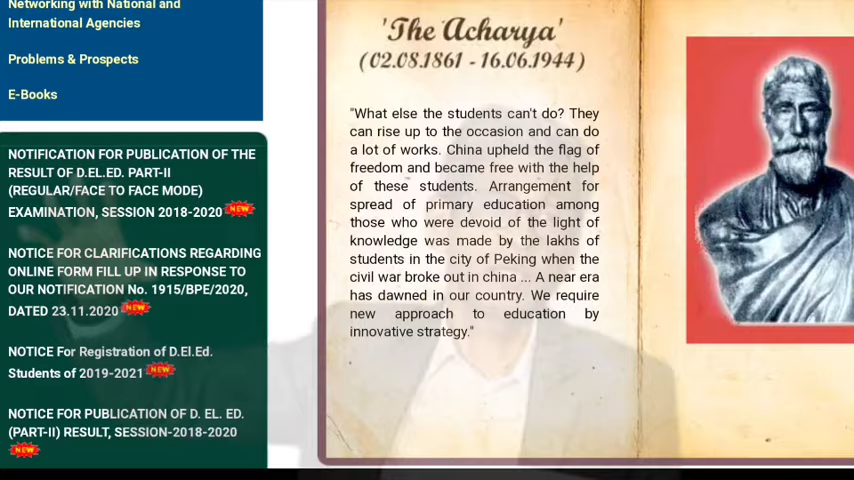 Networking with National and
International Agencies
Problems & Prospects
E-Books
NOTIFICATION FOR PUBLICATION OF THE
RESULT OF D.EL.ED. PART-II
(REGULAR/FACE TO FACE MODE)
EXAMINATION, SESSION 2018-2020 NEW
NOTICE FOR CLARIFICATIONS REGARDING
ONLINE FORM FILL UP IN RESPONSE TO
OUR NOTIFICATION No. 1915/BPE/2020,
DATED 23.11.2020 NEW
NOTICE For Registration of D.El.Ed.
Students of 2019-2021 NEW
NOTICE FOR PUBLICATION OF D. EL. ED.
(PART-II) RESULT, SESSION-2018-2020
NEW
'The Acharya'
(02.08.1861 - 16.06.1944)
"What else the students can't do? They
can rise up to the occasion and can do
a lot of works. China upheld the flag of
freedom and became free with the help
of these students. Arrangement for
spread of primary education among
those who were devoid of the light of
knowledge was made by the lakhs of
students in the city of Peking when the
civil war broke out in china ... A near era
has dawned in our country. We require
new approach to education by
innovative strategy."